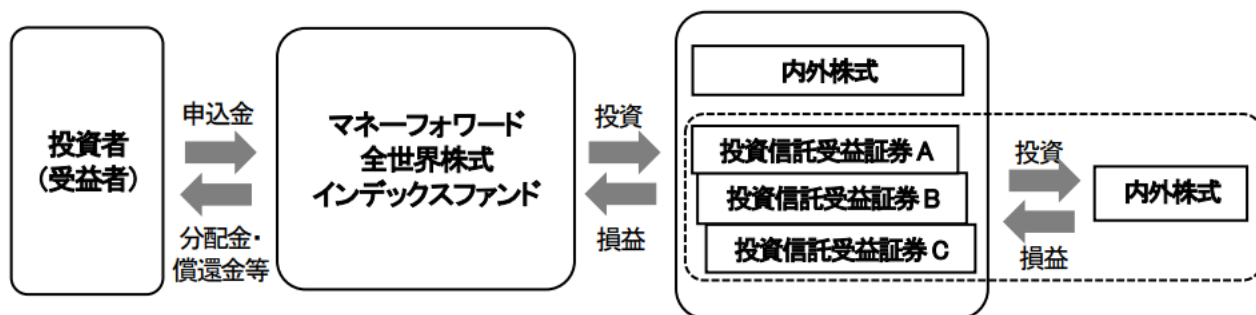 投資者
（受益者）
申込金
分配金・
償還金等
マネーフォワード
全世界株式
インデックスファンド
投資
損益
内外株式
投資信託受益証券A
投資信託受益証券B
投資信託受益証券C
投資
損益
内外株式